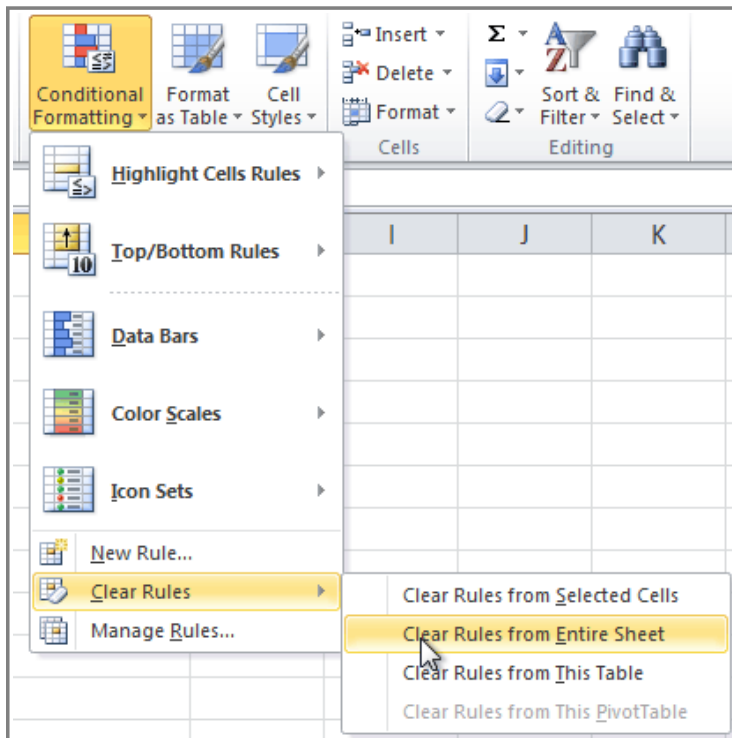 Conditional Formatting
Format as Table
Cell Styles
Insert
Delete
Format
Cells
Σ
A
Z
Sort & Filter
Find & Select
Editing
Highlight Cells Rules
10
Top/Bottom Rules
Data Bars
Color Scales
Icon Sets
New Rule...
Clear Rules
Manage Rules...
I J K
Clear Rules from Selected Cells
Clear Rules from Entire Sheet
Clear Rules from This Table
Clear Rules from This PivotTable